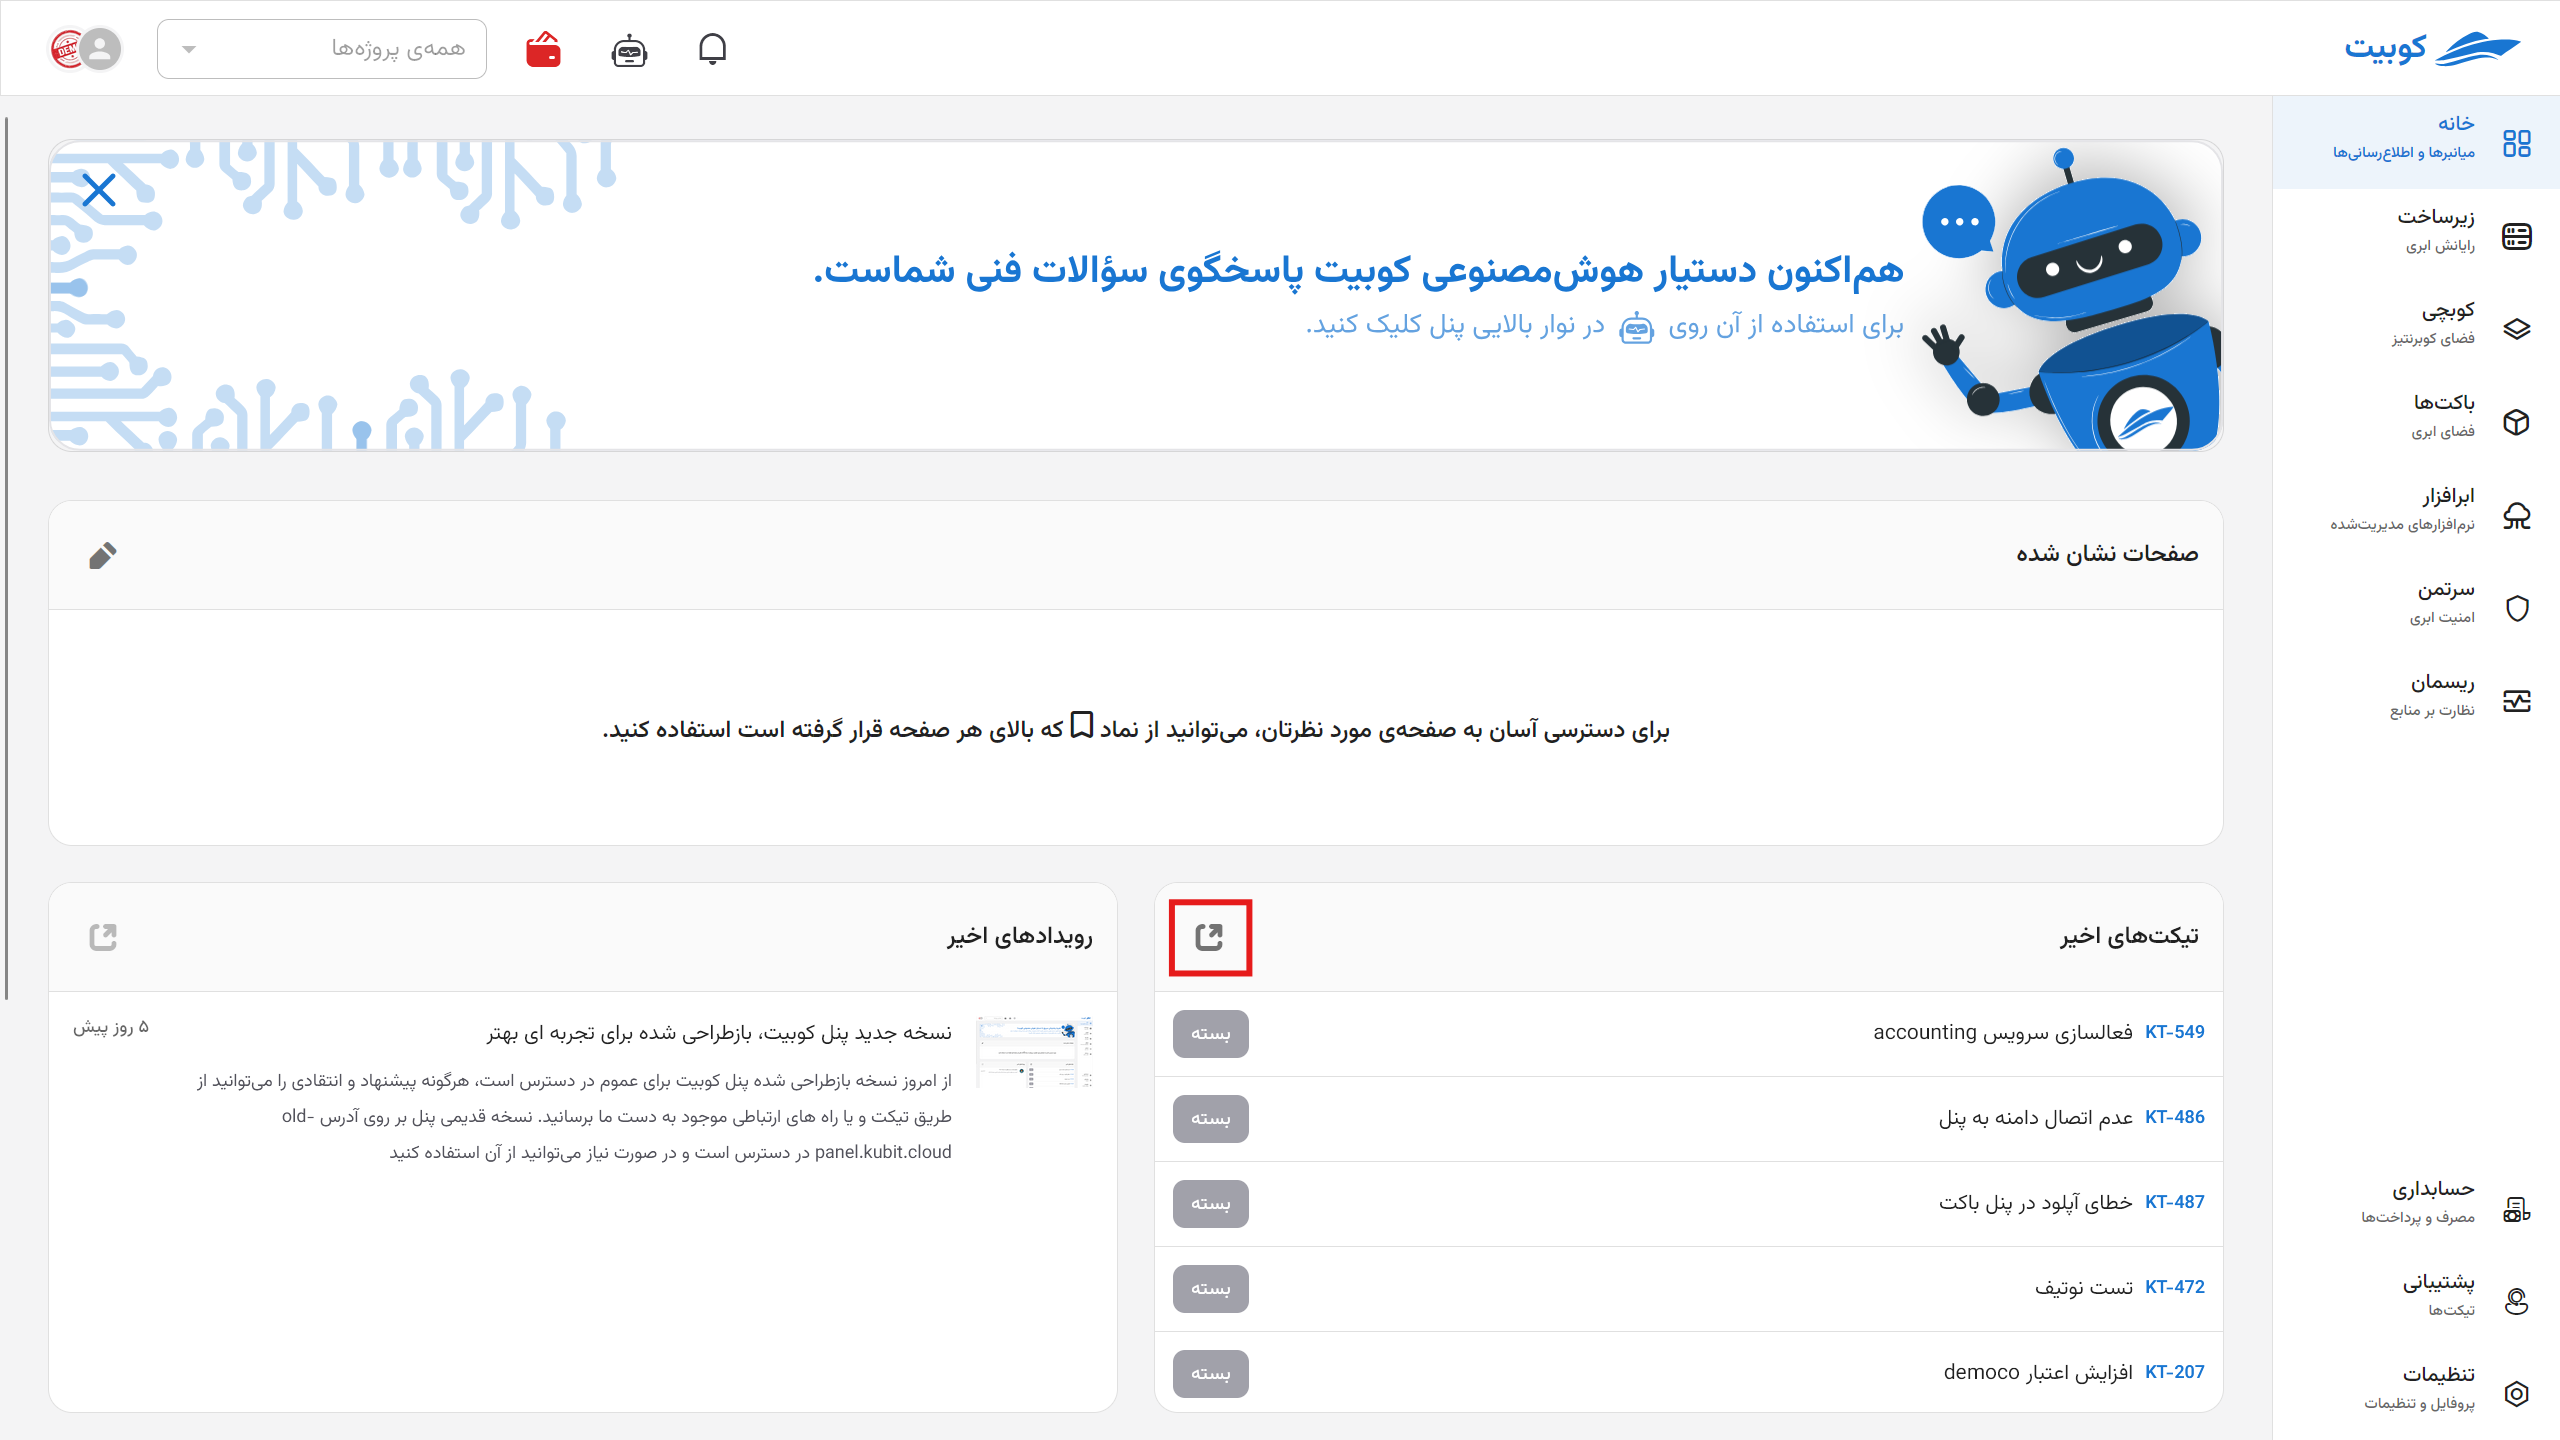 کوبیت
همه‌ی پروژه‌ها
خانه
میانبرها و اطلاع‌رسانی‌ها
زیرساخت
رایانش ابری
کوبچی
فضای کوبرنتیز
باکت‌ها
فضای ابری
ابرافزار
نرم‌افزارهای مدیریت‌شده
سرتمن
امنیت ابری
ریسمان
نظارت بر منابع
حسابداری
مصرف و پرداخت‌ها
پشتیبانی
تیکت‌ها
تنظیمات
پروفایل و تنظیمات
هم‌اکنون دستیار هوش‌مصنوعی کوبیت پاسخگوی سؤالات فنی شماست.
برای استفاده از آن روی در نوار بالایی پنل کلیک کنید.
صفحات نشان شده
برای دسترسی آسان به صفحه‌ی مورد نظرتان، می‌توانید از نماد که بالای هر صفحه قرار گرفته است استفاده کنید.
تیکت‌های اخیر
KT-549 فعالسازی سرویس accounting بسته
KT-486 عدم اتصال دامنه به پنل بسته
KT-487 خطای آپلود در پنل باکت بسته
KT-472 تست نوتیف بسته
KT-207 افزایش اعتبار democo بسته
رویدادهای اخیر
نسخه جدید پنل کوبیت، بازطراحی شده برای تجربه ای بهتر
۵ روز پیش
از امروز نسخه بازطراحی شده پنل کوبیت برای عموم در دسترس است، هرگونه پیشنهاد و انتقادی را می‌توانید از
طریق تیکت و یا راه های ارتباطی موجود به دست ما برسانید. نسخه قدیمی پنل بر روی آدرس old-
panel.kubit.cloud در دسترس است و در صورت نیاز می‌توانید از آن استفاده کنید